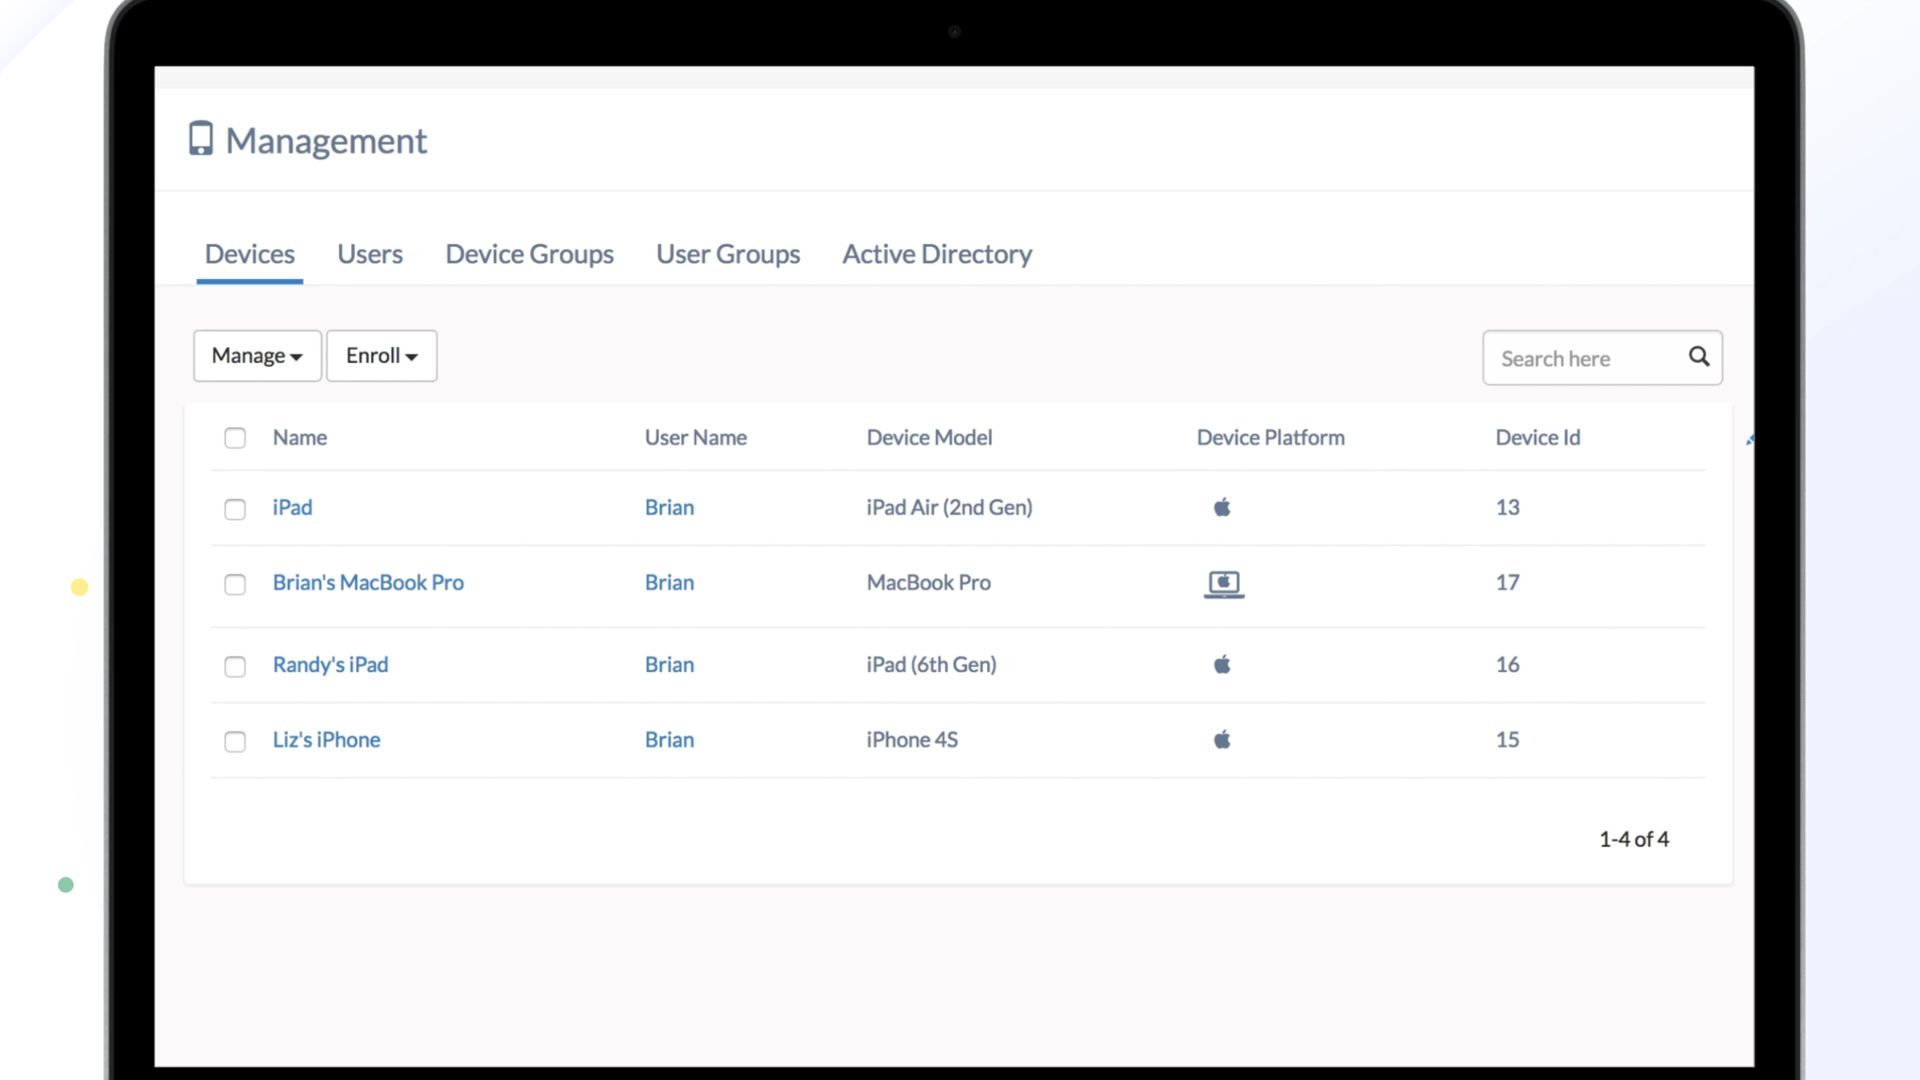 Management
Devices Users Device Groups User Groups Active Directory
Manage Enroll Search here
Name User Name Device Model Device Platform Device Id
iPad Brian iPad Air (2nd Gen) 13
Brian's MacBook Pro Brian MacBook Pro 17
Randy's iPad Brian iPad (6th Gen) 16
Liz's iPhone Brian iPhone 4S 15
1-4 of 4